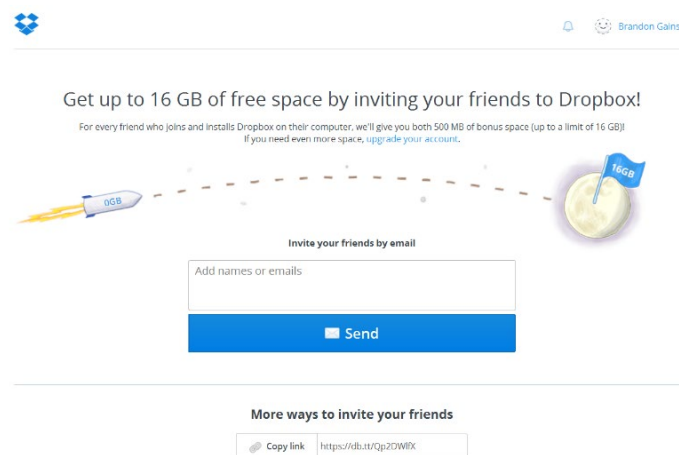 Brandon Gains
Get up to 16 GB of free space by inviting your friends to Dropbox!
For every friend who joins and installs Dropbox on their computer, we'll give you both 500 MB of bonus space (up to a limit of 16 GB)!
If you need even more space, upgrade your account.
16GB
0GB
Invite your friends by email
Add names or emails
Send
More ways to invite your friends
Copy link https://db.tt/Qp2DWlfX